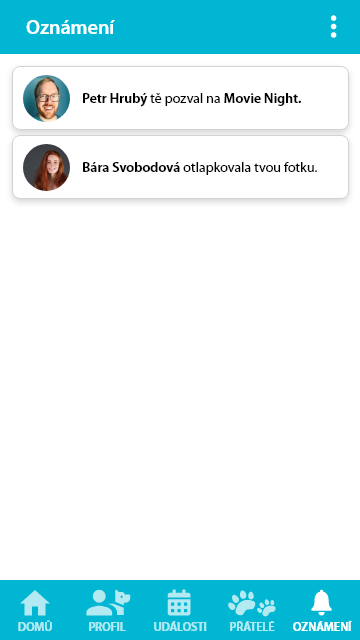 Oznámení
Petr Hrubý tě pozval na Movie Night.
Bára Svobodová otlapkovala tvou fotku.
DOMŮ PROFIL UDÁLOSTI PŘÁTELÉ OZNÁMENÍ